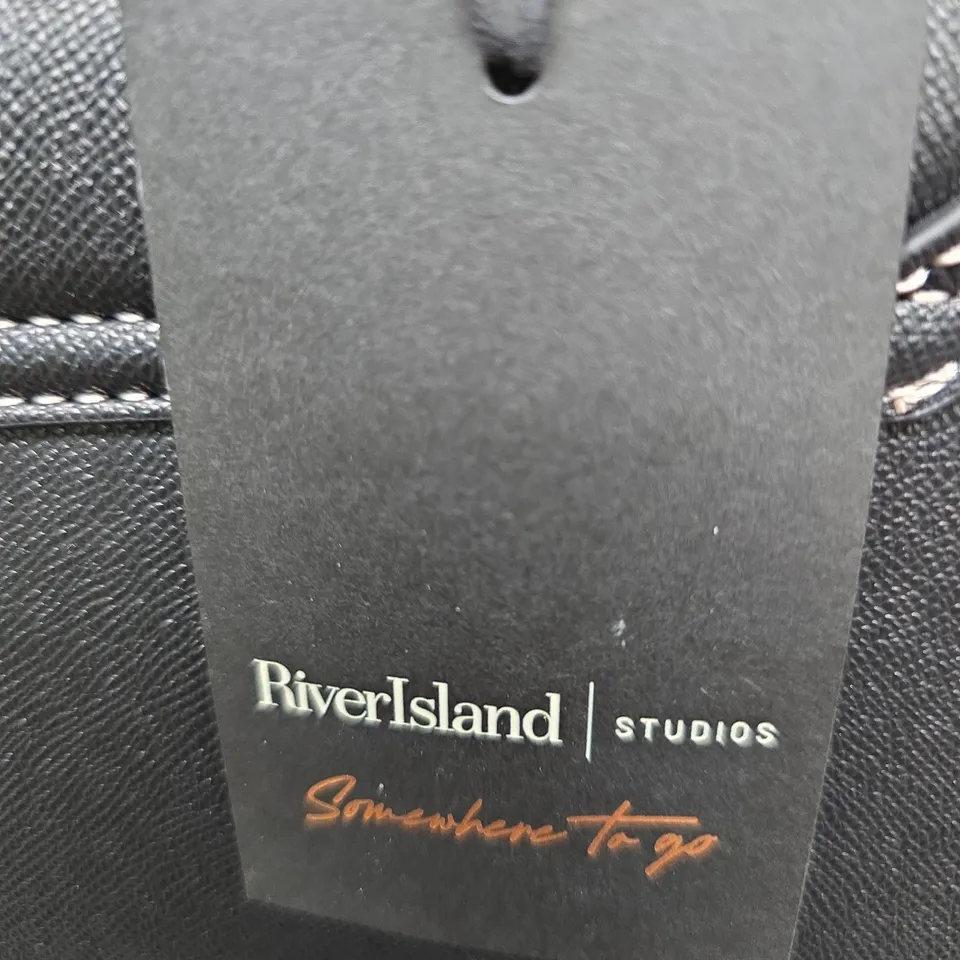 RiverIsland | STUDIOS
Somewhere to go